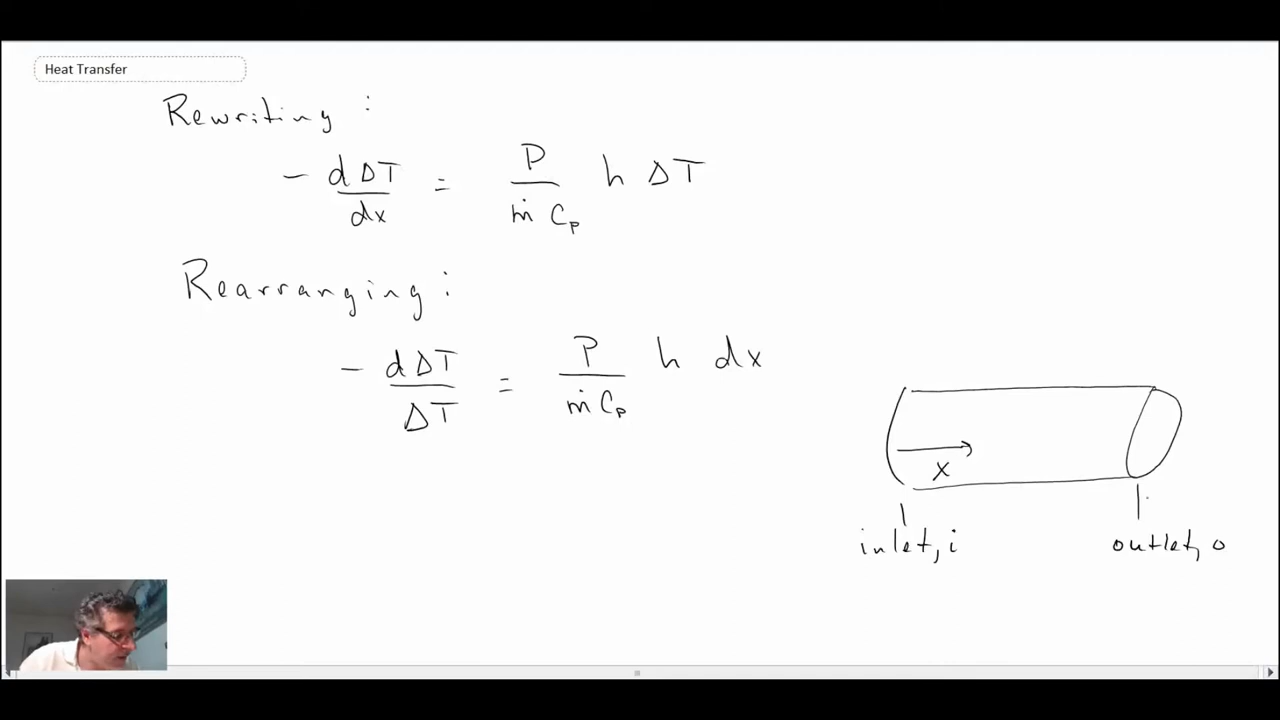 Heat Transfer
Rewriting :
- dΔT/dx = P/(ṁ Cp) h ΔT
Rearranging :
- dΔT/ΔT = P/(ṁ Cp) h dx
x
inlet, i
outlet, o